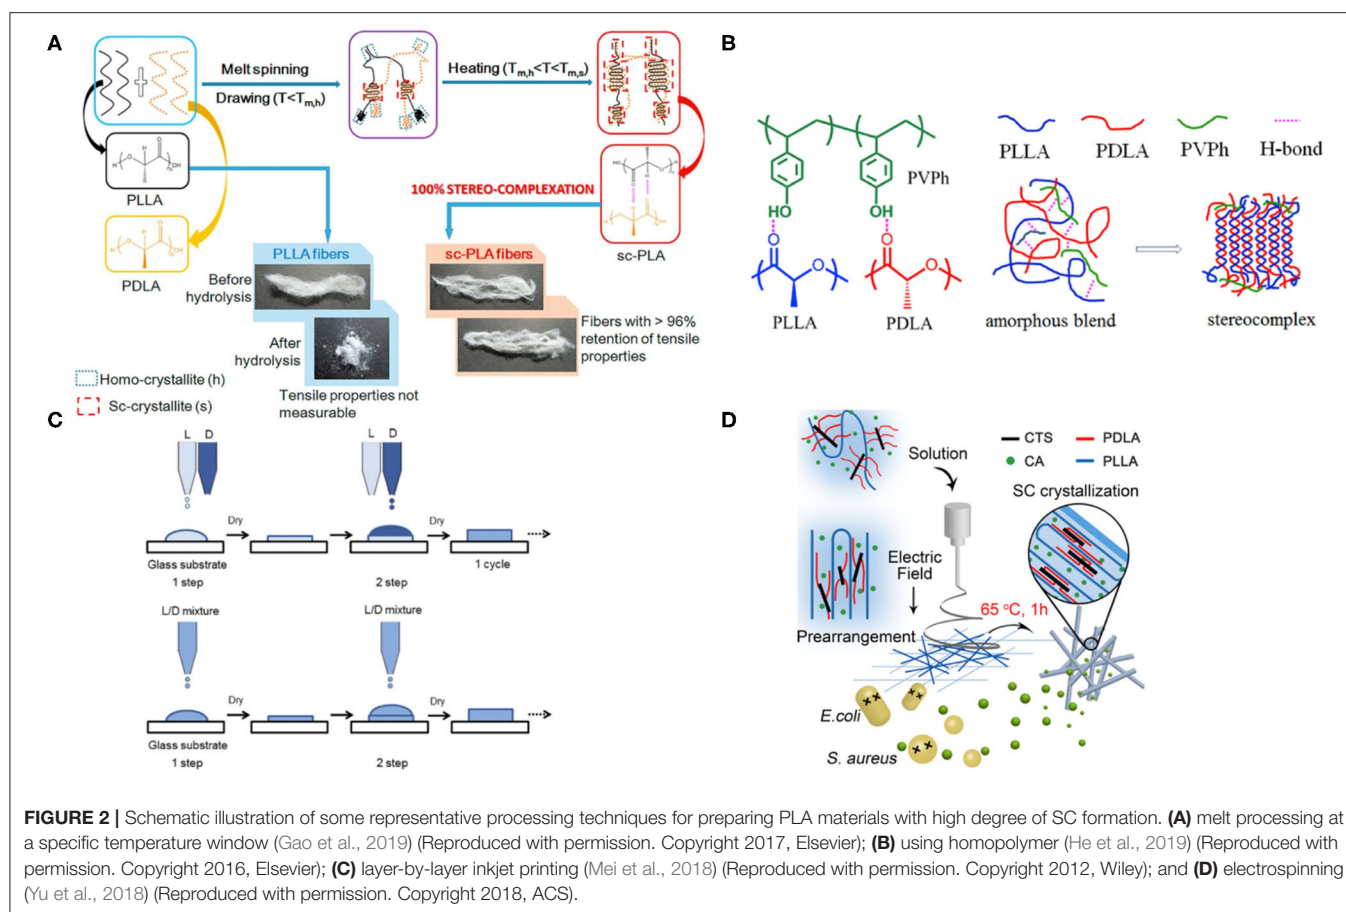 A
Melt spinning
Drawing (T<Tm,h)
Heating (Tm,h<T<Tm,s)
PLLA
PDLA
100% STEREO-COMPLEXATION
sc-PLA
PLLA fibers
sc-PLA fibers
Before
hydrolysis
After
hydrolysis
Fibers with > 96%
retention of tensile
properties
Tensile properties not
measurable
Homo-crystallite (h)
Sc-crystallite (s)
B
PVPh
HO
OH
O
O
O
O
PLLA
PDLA
PLLA PDLA PVPh H-bond
amorphous blend
stereocomplex
C
L D
L D
Dry
Dry
Glass substrate
1 step
2 step
1 cycle
L/D mixture
L/D mixture
Dry
Dry
Glass substrate
1 step
2 step
D
Solution
CTS PDLA
CA PLLA
SC crystallization
Electric
Field
Prearrangement
65 °C, 1h
E.coli
S. aureus
FIGURE 2 | Schematic illustration of some representative processing techniques for preparing PLA materials with high degree of SC formation. (A) melt processing at
a specific temperature window (Gao et al., 2019) (Reproduced with permission. Copyright 2017, Elsevier); (B) using homopolymer (He et al., 2019) (Reproduced with
permission. Copyright 2016, Elsevier); (C) layer-by-layer inkjet printing (Mei et al., 2018) (Reproduced with permission. Copyright 2012, Wiley); and (D) electrospinning
(Yu et al., 2018) (Reproduced with permission. Copyright 2018, ACS).